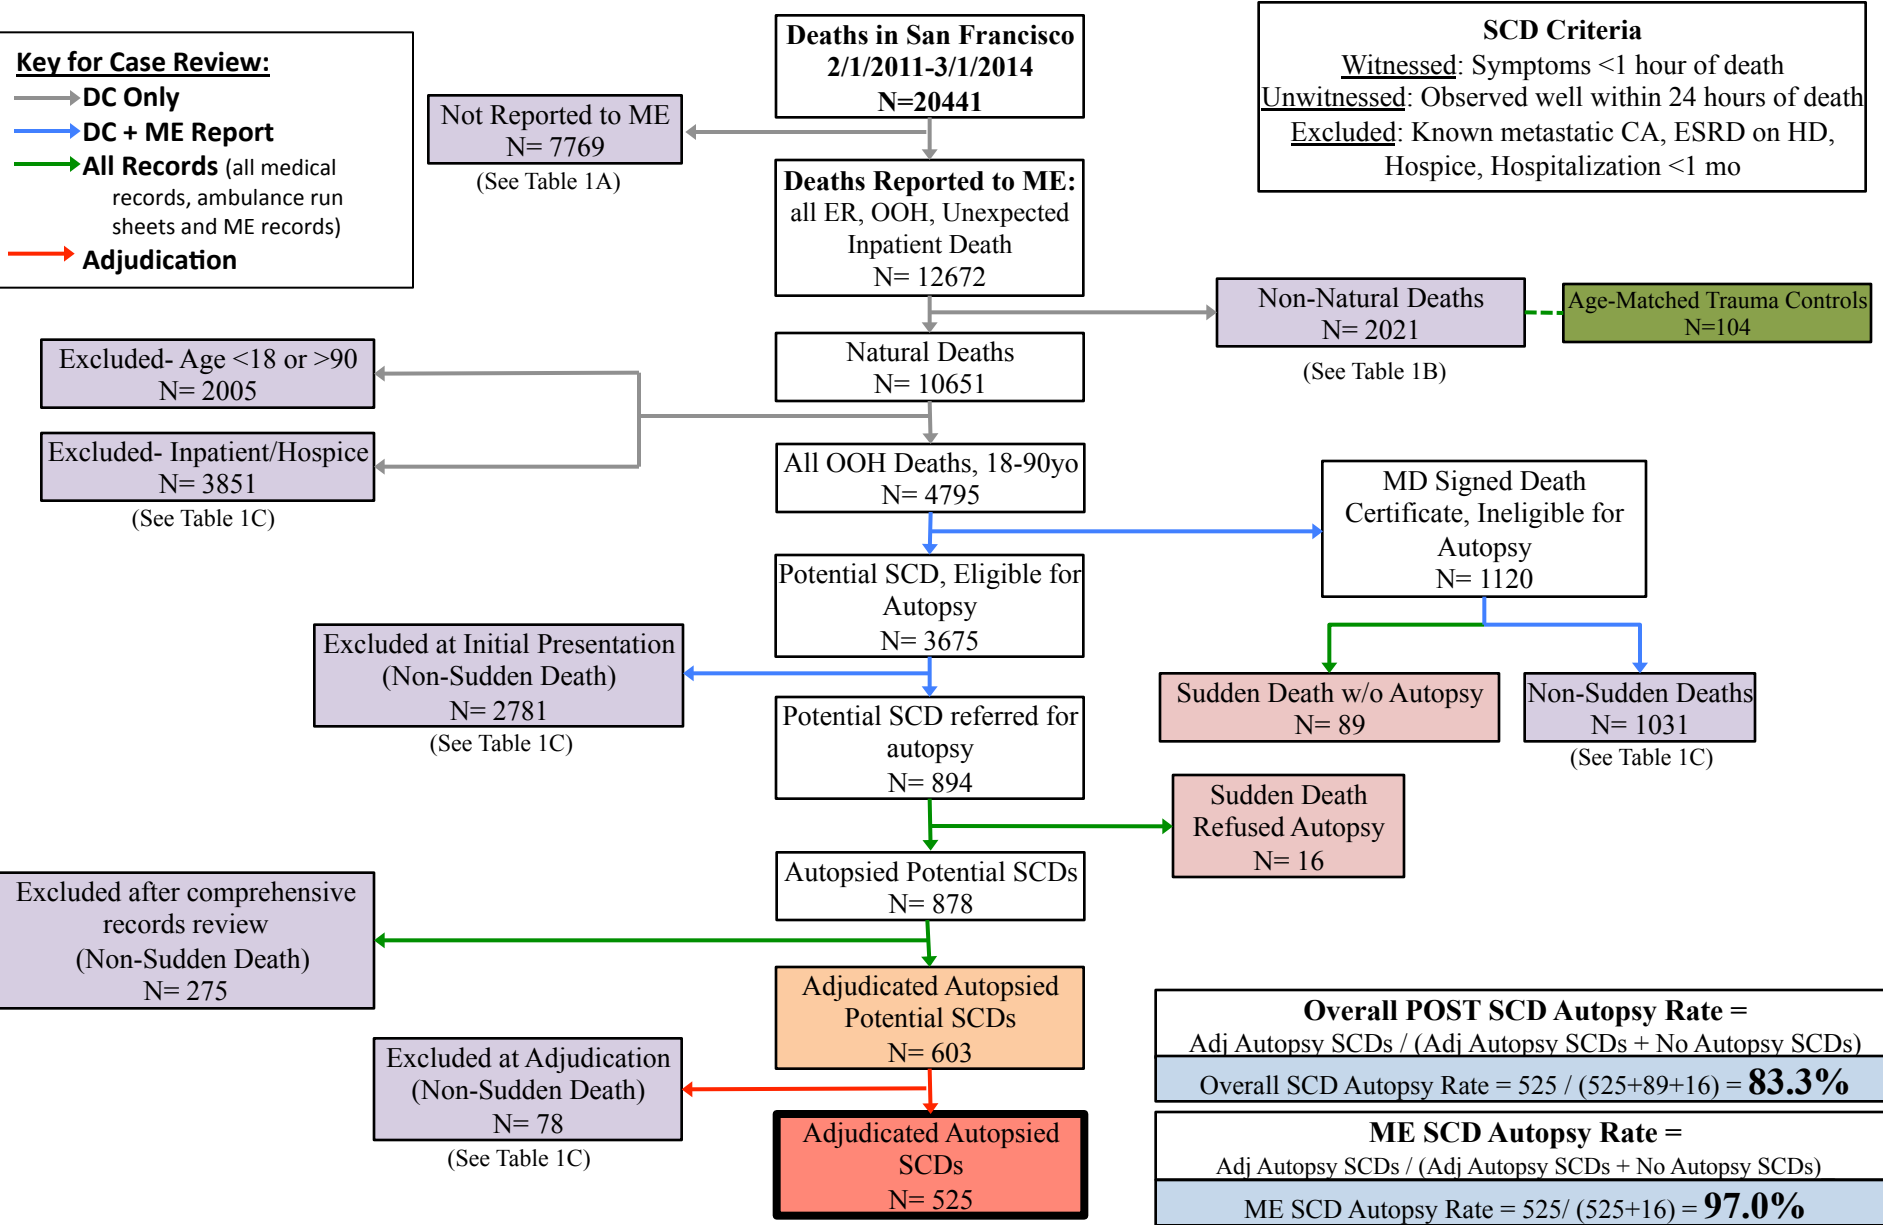 Key for Case Review:
DC Only
DC + ME Report
All Records (all medical
records, ambulance run
sheets and ME records)
Adjudication
Deaths in San Francisco
2/1/2011-3/1/2014
N=20441
SCD Criteria
Witnessed: Symptoms <1 hour of death
Unwitnessed: Observed well within 24 hours of death
Excluded: Known metastatic CA, ESRD on HD,
Hospice, Hospitalization <1 mo
Not Reported to ME
N= 7769
(See Table 1A)
Deaths Reported to ME:
all ER, OOH, Unexpected
Inpatient Death
N= 12672
Non-Natural Deaths
N= 2021
(See Table 1B)
Age-Matched Trauma Controls
N=104
Natural Deaths
N= 10651
Excluded- Age <18 or >90
N= 2005
Excluded- Inpatient/Hospice
N= 3851
(See Table 1C)
All OOH Deaths, 18-90yo
N= 4795
MD Signed Death
Certificate, Ineligible for
Autopsy
N= 1120
Potential SCD, Eligible for
Autopsy
N= 3675
Excluded at Initial Presentation
(Non-Sudden Death)
N= 2781
(See Table 1C)
Sudden Death w/o Autopsy
N= 89
Non-Sudden Deaths
N= 1031
(See Table 1C)
Potential SCD referred for
autopsy
N= 894
Sudden Death
Refused Autopsy
N= 16
Autopsied Potential SCDs
N= 878
Excluded after comprehensive
records review
(Non-Sudden Death)
N= 275
Adjudicated Autopsied
Potential SCDs
N= 603
Excluded at Adjudication
(Non-Sudden Death)
N= 78
(See Table 1C)
Adjudicated Autopsied
SCDs
N= 525
Overall POST SCD Autopsy Rate =
Adj Autopsy SCDs / (Adj Autopsy SCDs + No Autopsy SCDs)
Overall SCD Autopsy Rate = 525 / (525+89+16) = 83.3%
ME SCD Autopsy Rate =
Adj Autopsy SCDs / (Adj Autopsy SCDs + No Autopsy SCDs)
ME SCD Autopsy Rate = 525/ (525+16) = 97.0%